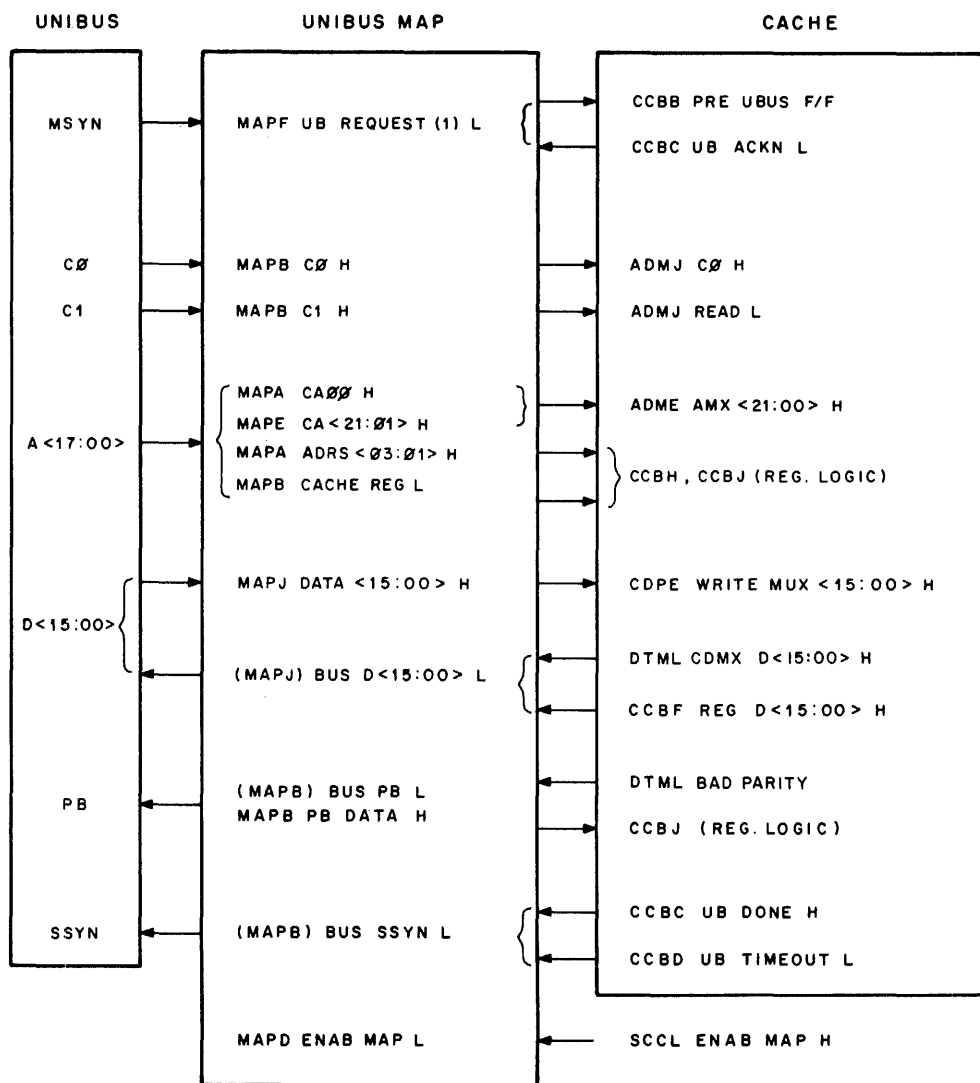 UNIBUS UNIBUS MAP CACHE
MSYN MAPF UB REQUEST (1) L CCBB PRE UBUS F/F
CCBC UB ACKN L
CØ MAPB CØ H ADMJ CØ H
C1 MAPB C1 H ADMJ READ L
MAPA CAØØ H
MAPE CA<21:Ø1> H ADME AMX <21:00> H
A<17:00> MAPA ADRS <Ø3:Ø1> H
MAPB CACHE REG L CCBH, CCBJ (REG. LOGIC)
MAPJ DATA <15:00> H CDPE WRITE MUX <15:00> H
D<15:00>
(MAPJ) BUS D<15:00> L DTML CDMX D<15:00> H
CCBF REG D<15:00> H
DTML BAD PARITY
PB (MAPB) BUS PB L
MAPB PB DATA H CCBJ (REG. LOGIC)
CCBC UB DONE H
SSYN (MAPB) BUS SSYN L
CCBD UB TIMEOUT L
MAPD ENAB MAP L SCCL ENAB MAP H